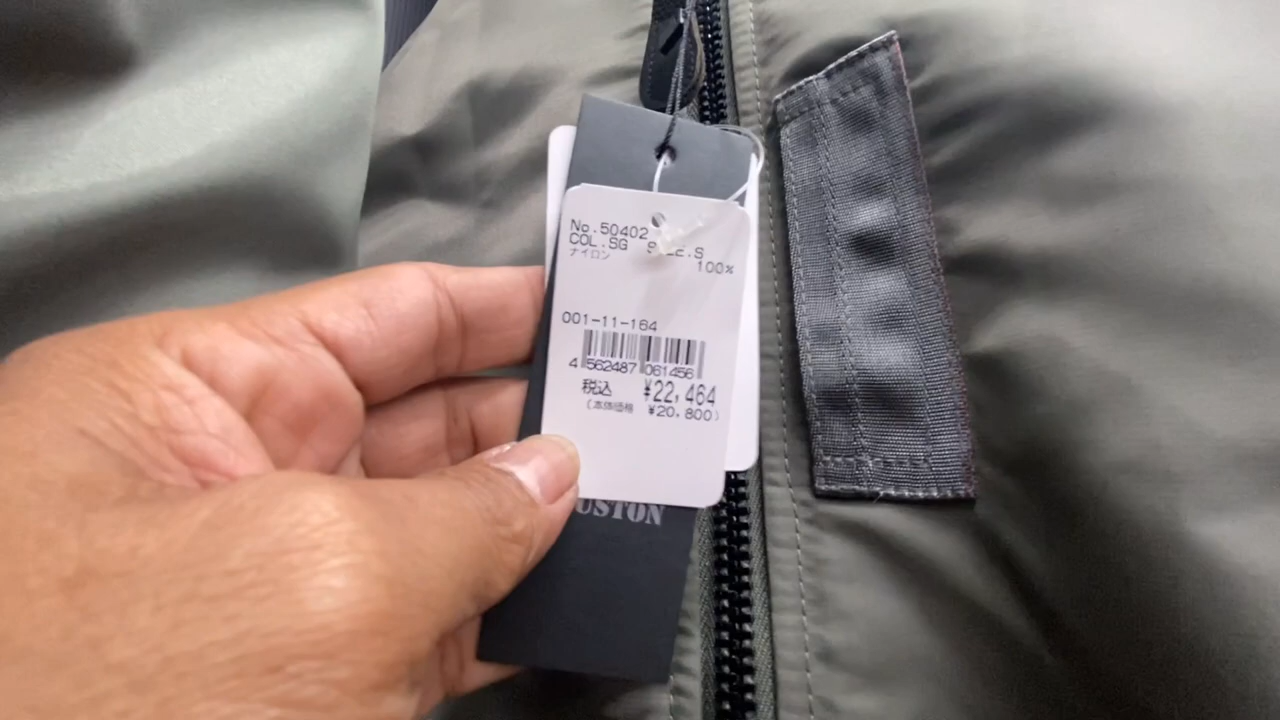 No.50402
COL.SG SIZE.S
ナイロン 100%
001-11-164
4 562487 061456
税込 ¥22,464
(本体価格 ¥20,800)
USTON